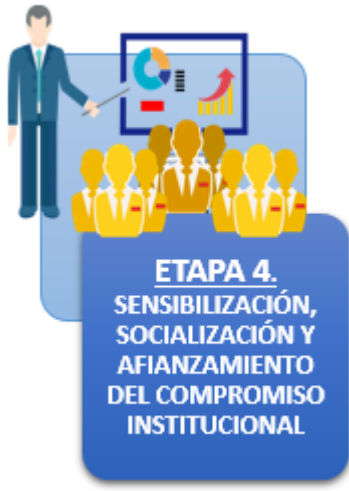 ETAPA 4.
SENSIBILIZACIÓN,
SOCIALIZACIÓN Y
AFIANZAMIENTO
DEL COMPROMISO
INSTITUCIONAL